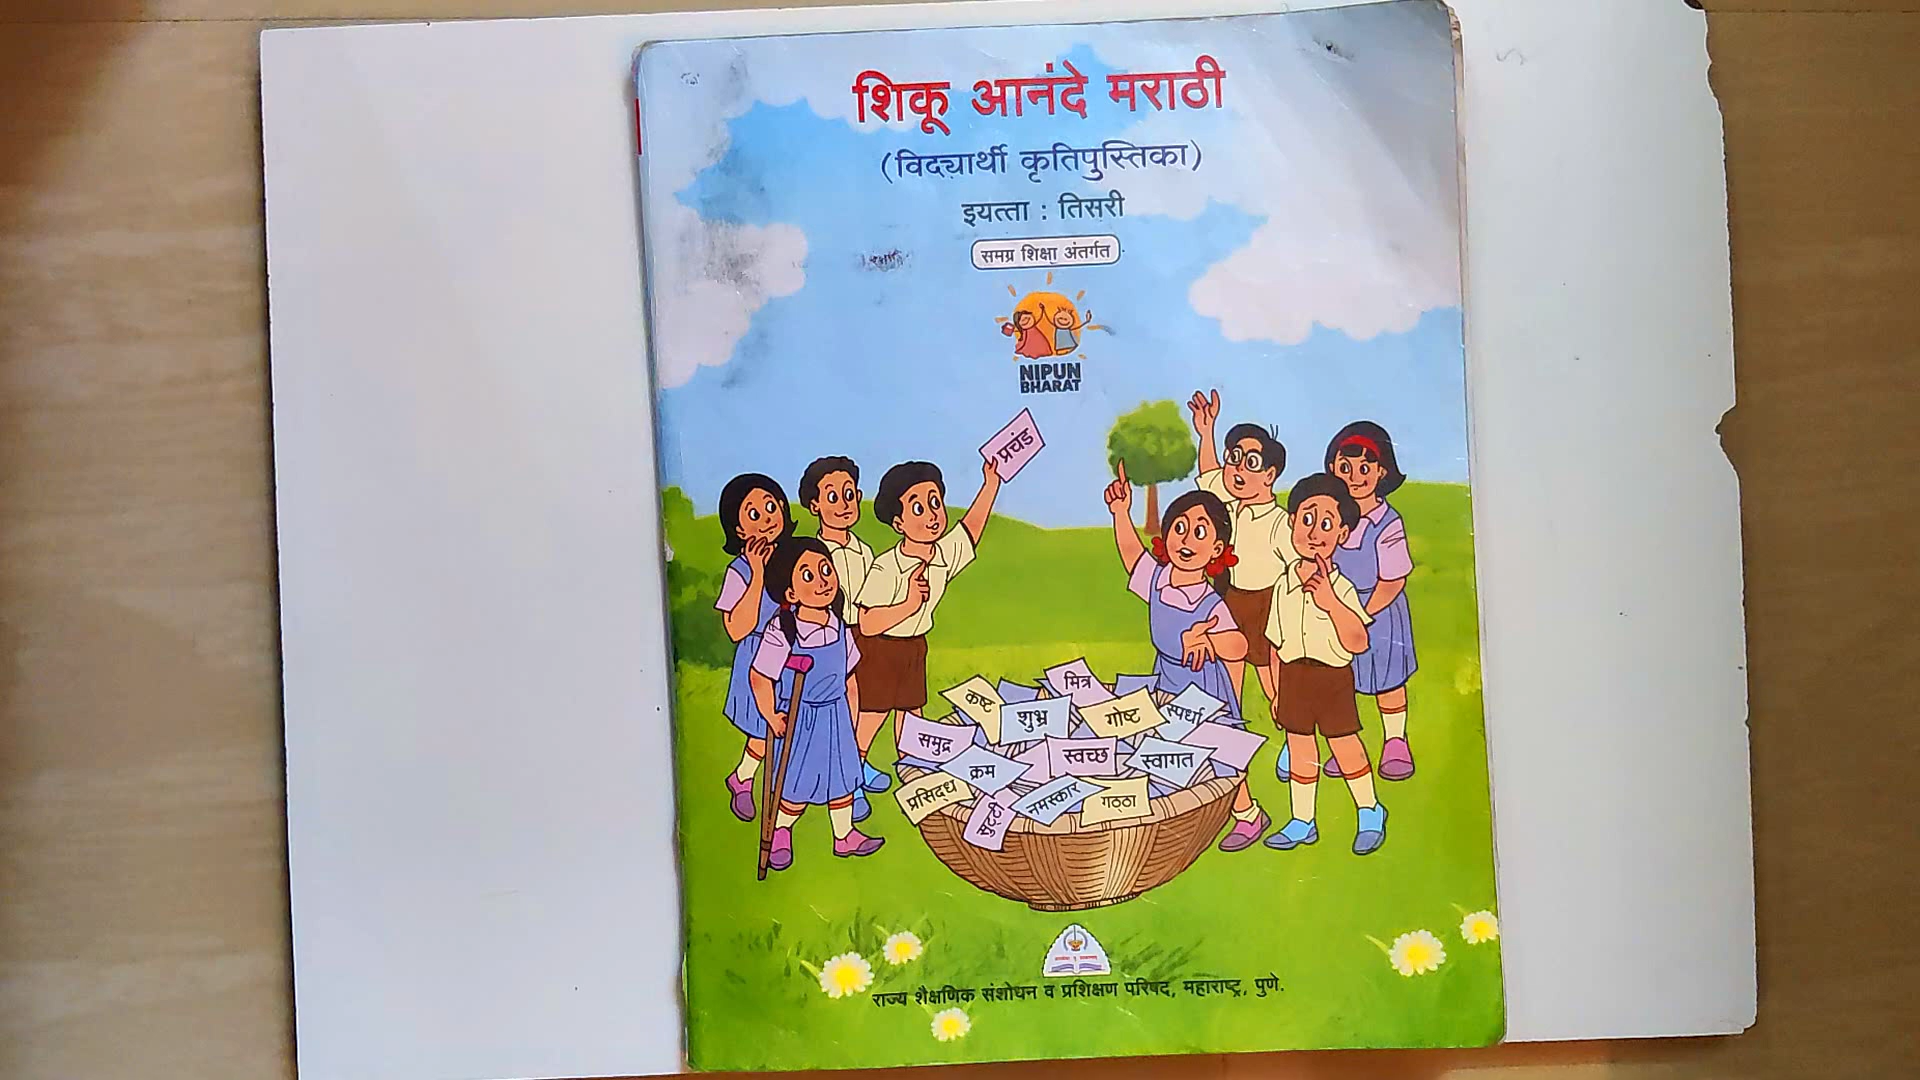 शिकू आनंदे मराठी
(विद्यार्थी कृतिपुस्तिका)
इयत्ता : तिसरी
समग्र शिक्षा अंतर्गत
NIPUN
BHARAT
प्रचंड
मित्र
कष्ट
शुभ्र
गोष्ट
स्पर्धा
समुद्र
क्रम
स्वच्छ
स्वागत
प्रसिद्ध
सुट्टी
नमस्कार
गठ्ठा
राज्य शैक्षणिक संशोधन व प्रशिक्षण परिषद, महाराष्ट्र, पुणे.